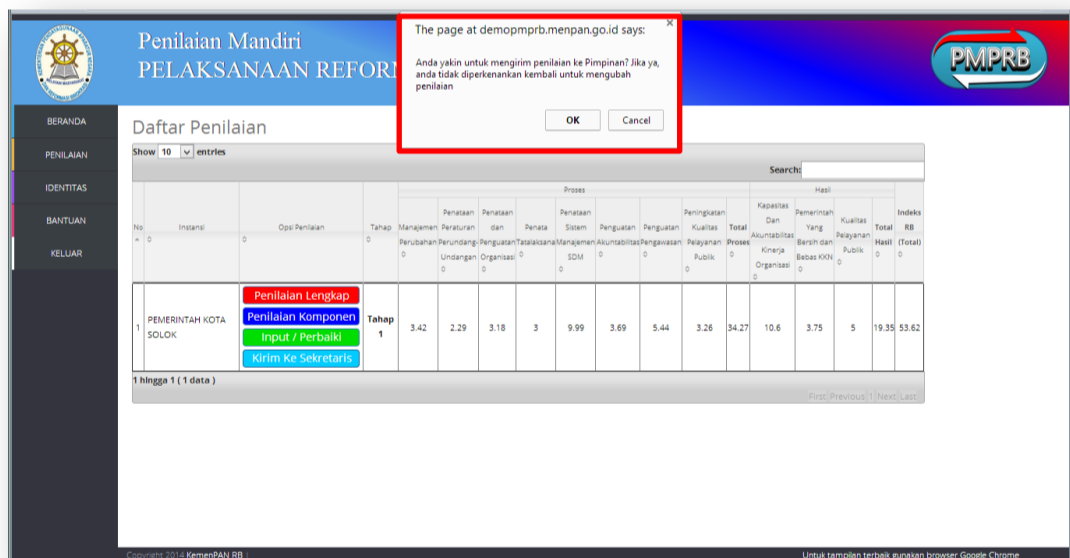 Penilaian Mandiri
PELAKSANAAN REFOR
The page at demopmprb.menpan.go.id says:
Anda yakin untuk mengirim penilaian ke Pimpinan? Jika ya,
anda tidak diperkenankan kembali untuk mengubah
penilaian
OK Cancel
PMPRB
BERANDA
PENILAIAN
IDENTITAS
BANTUAN
KELUAR
Daftar Penilaian
Show 10 entries
Search:
Proses Hasil
No
Instansi
Opsi Penilaian
Tahap
Manajemen
Perubahan
Penataan
Peraturan
Perundang-
Undangan
Penataan
dan
Penguatan
Organisasi
Penata
Tatalaksana
Penataan
Sistem
Manajemen
SDM
Penguatan
Akuntabilitas
Penguatan
Pengawasan
Peningkatan
Kualitas
Pelayanan
Publik
Total
Proses
Kapasitas
Dan
Akuntabilitas
Kinerja
Organisasi
Pemerintah
Yang
Bersih dan
Bebas KKN
Kualitas
Pelayanan
Publik
Total
Hasil
Indeks
RB
(Total)
1
PEMERINTAH KOTA
SOLOK
Penilaian Lengkap
Penilaian Komponen
Input / Perbaiki
Kirim Ke Sekretaris
Tahap
1
3.42 2.29 3.18 3 9.99 3.69 5.44 3.26 34.27 10.6 3.75 5 19.35 53.62
1 hingga 1 ( 1 data )
First Previous 1 Next Last
Copyright 2014 KemenPAN RB |
Untuk tampilan terbaik gunakan browser Google Chrome